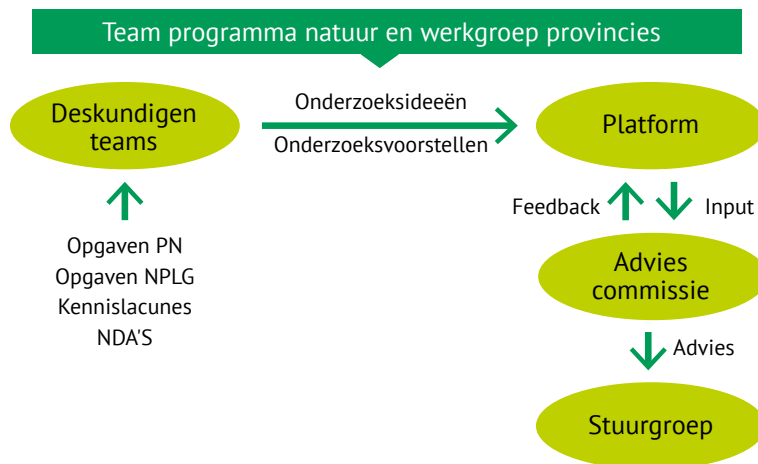 Team programma natuur en werkgroep provincies
Deskundigen
teams
Onderzoeksideeën
Onderzoeksvoorstellen
Platform
Opgaven PN
Opgaven NPLG
Kennislacunes
NDA'S
Feedback
Input
Advies
commissie
Advies
Stuurgroep